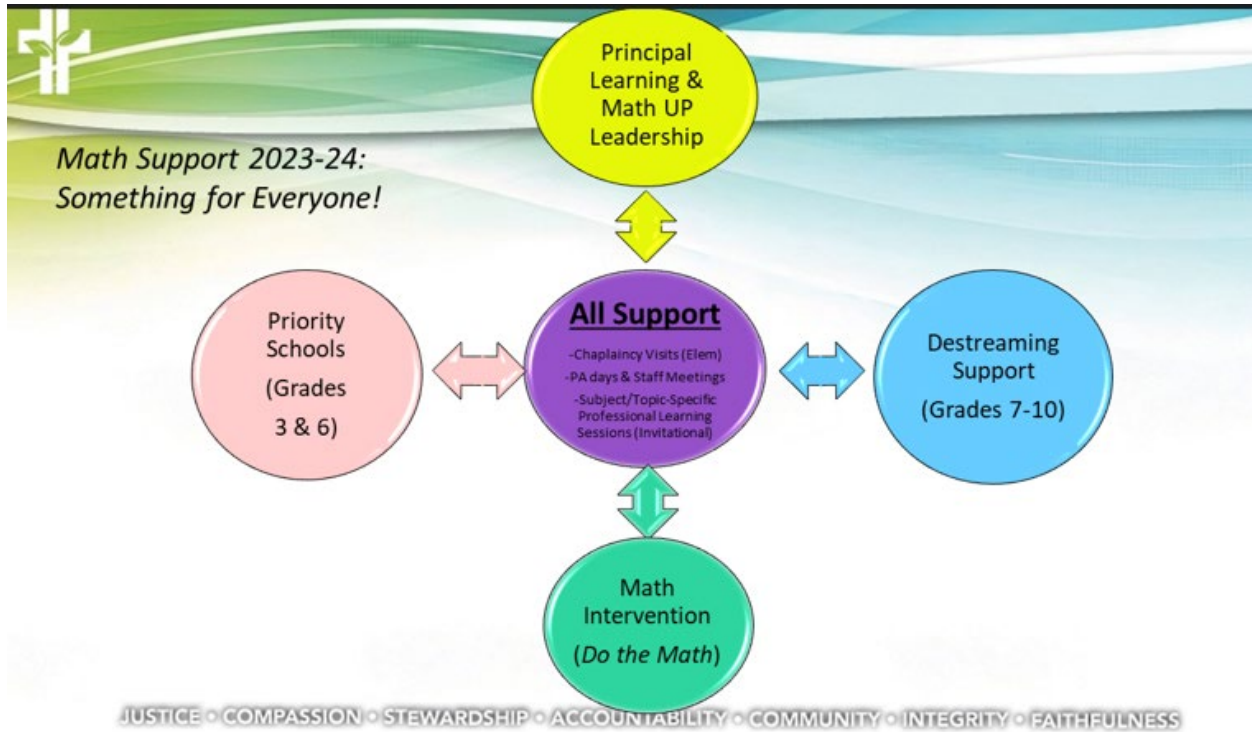 Principal
Learning &
Math UP
Leadership
Math Support 2023-24:
Something for Everyone!
Priority
Schools
(Grades
3 & 6)
All Support
-Chaplaincy Visits (Elem)
-PA days & Staff Meetings
-Subject/Topic-Specific
Professional Learning
Sessions (Invitational)
Destreaming
Support
(Grades 7-10)
Math
Intervention
(Do the Math)
JUSTICE • COMPASSION • STEWARDSHIP • ACCOUNTABILITY • COMMUNITY • INTEGRITY • FAITHFULNESS